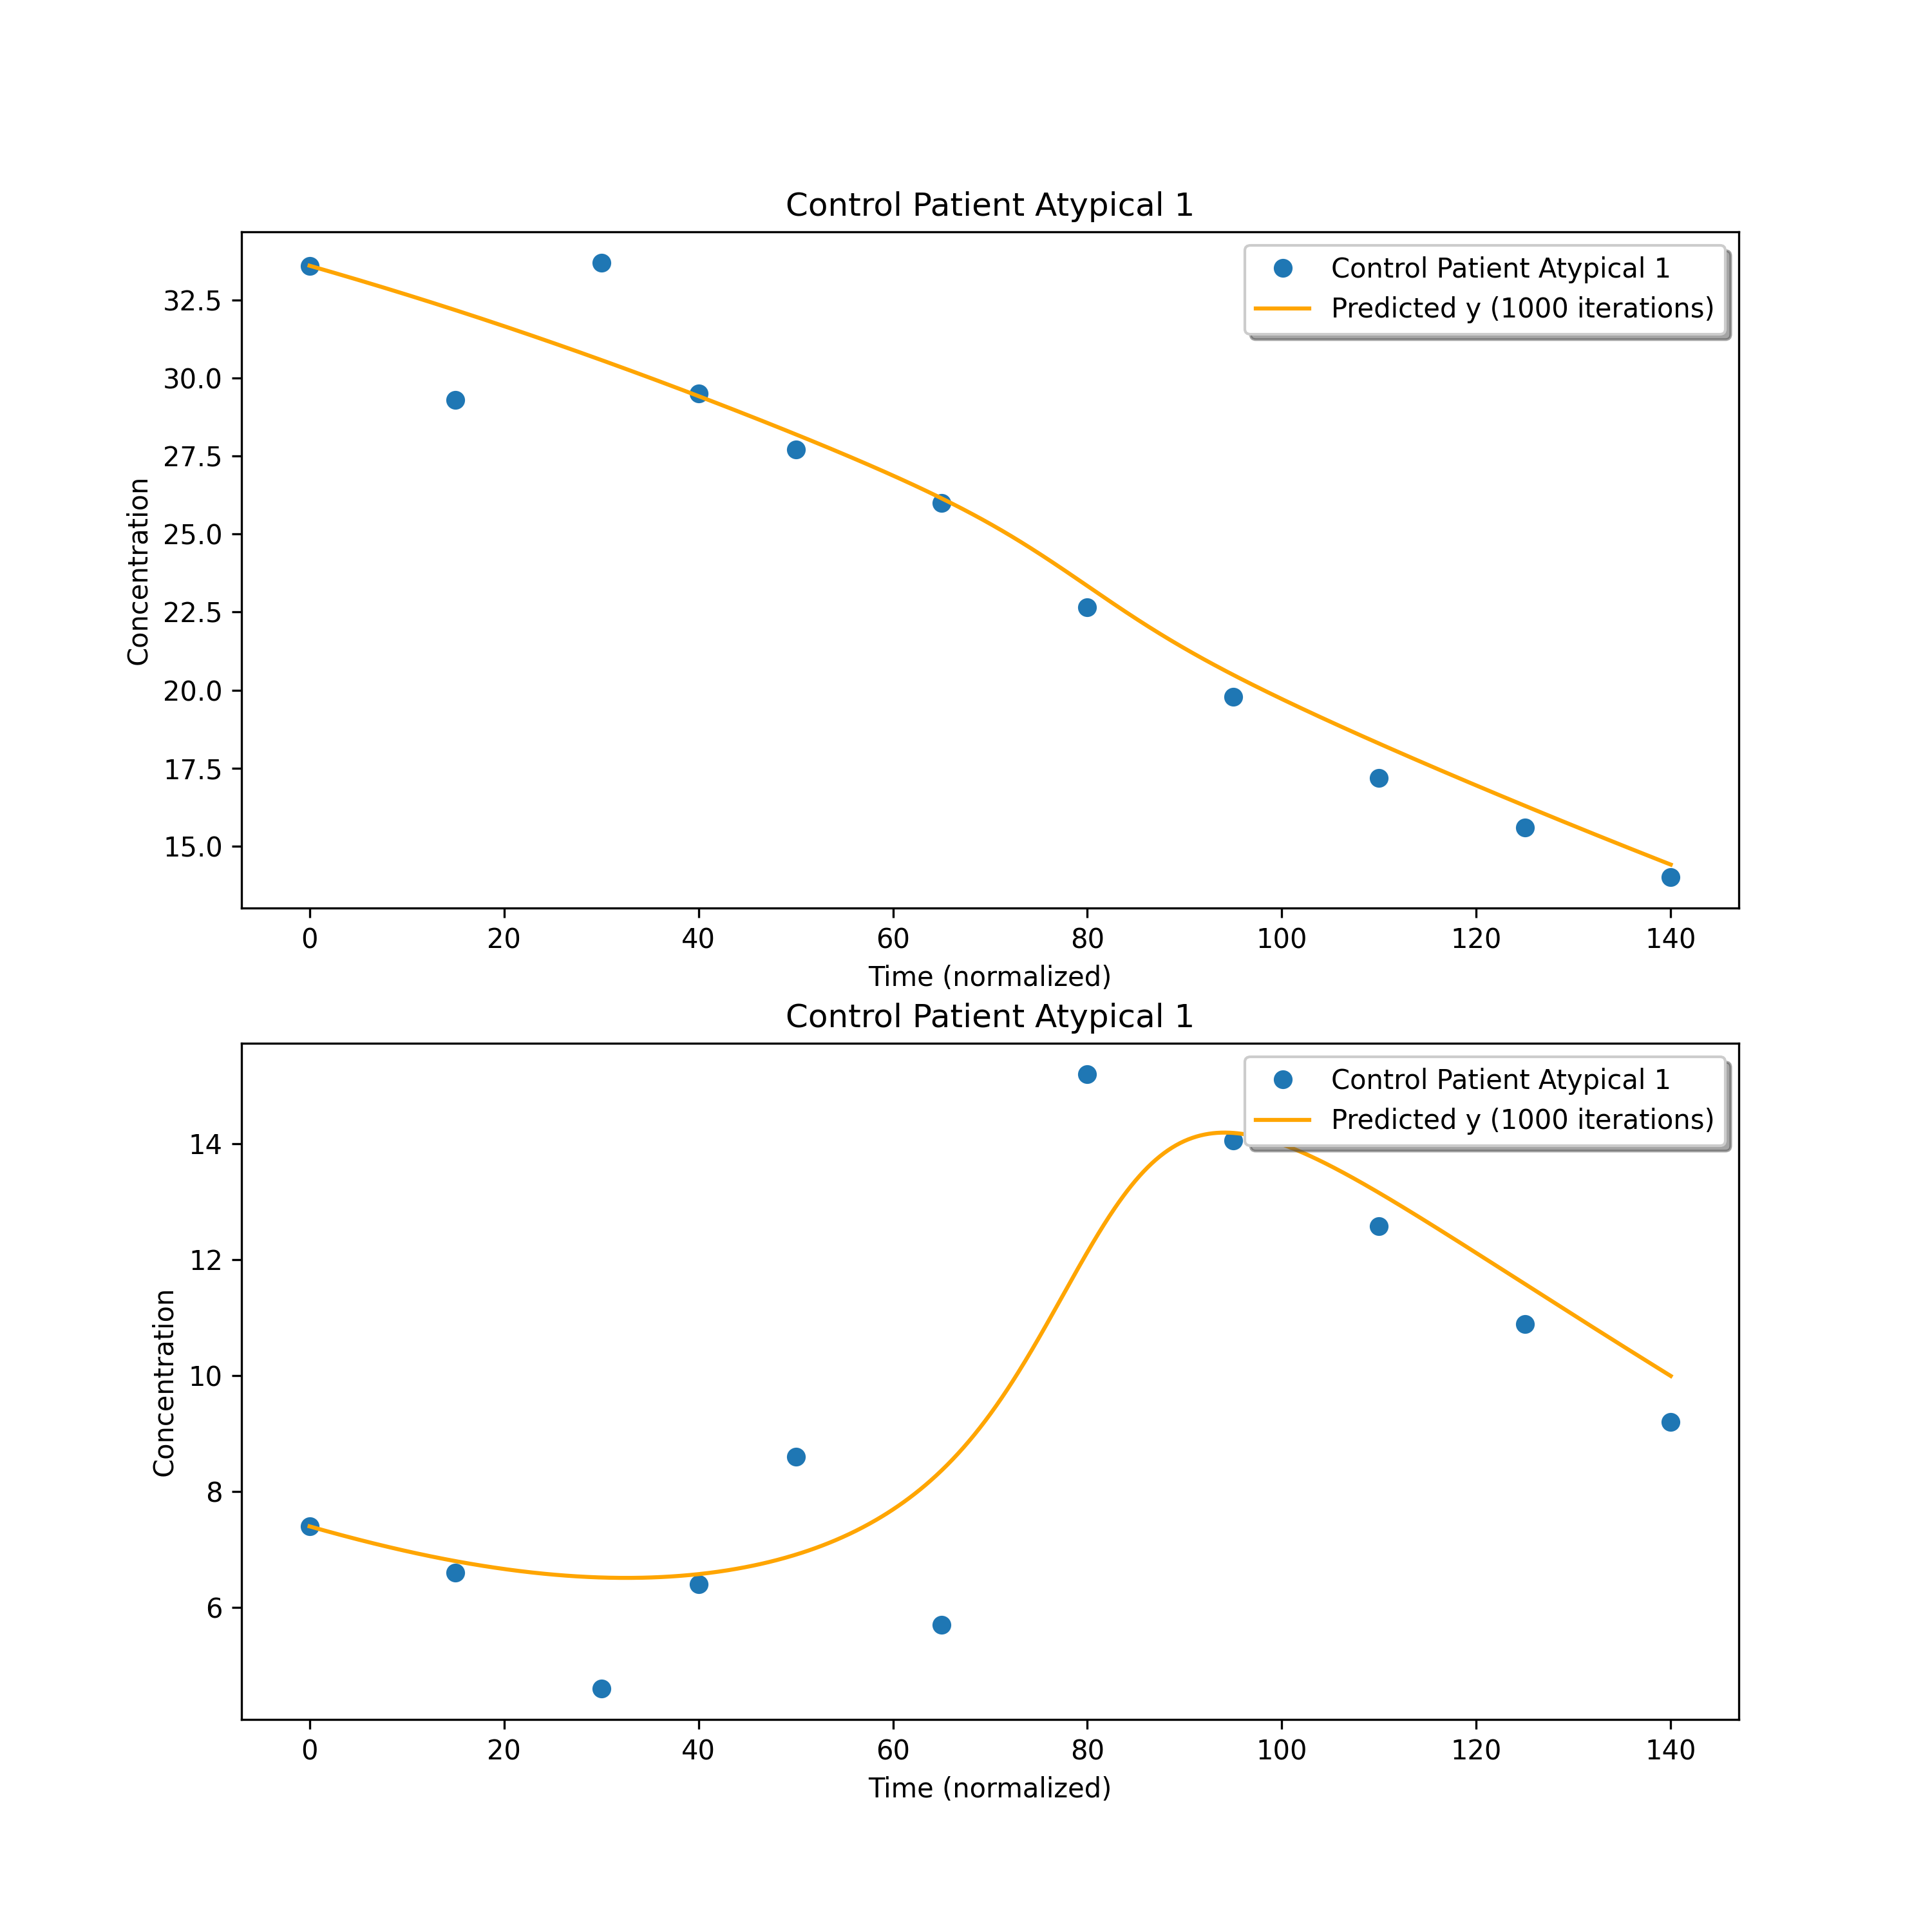 Control Patient Atypical 1
Control Patient Atypical 1
Predicted y (1000 iterations)
32.5
30.0
27.5
25.0
22.5
20.0
17.5
15.0
Concentration
0 20 40 60 80 100 120 140
Time (normalized)
Control Patient Atypical 1
Control Patient Atypical 1
Predicted y (1000 iterations)
14
12
10
8
6
Concentration
0 20 40 60 80 100 120 140
Time (normalized)